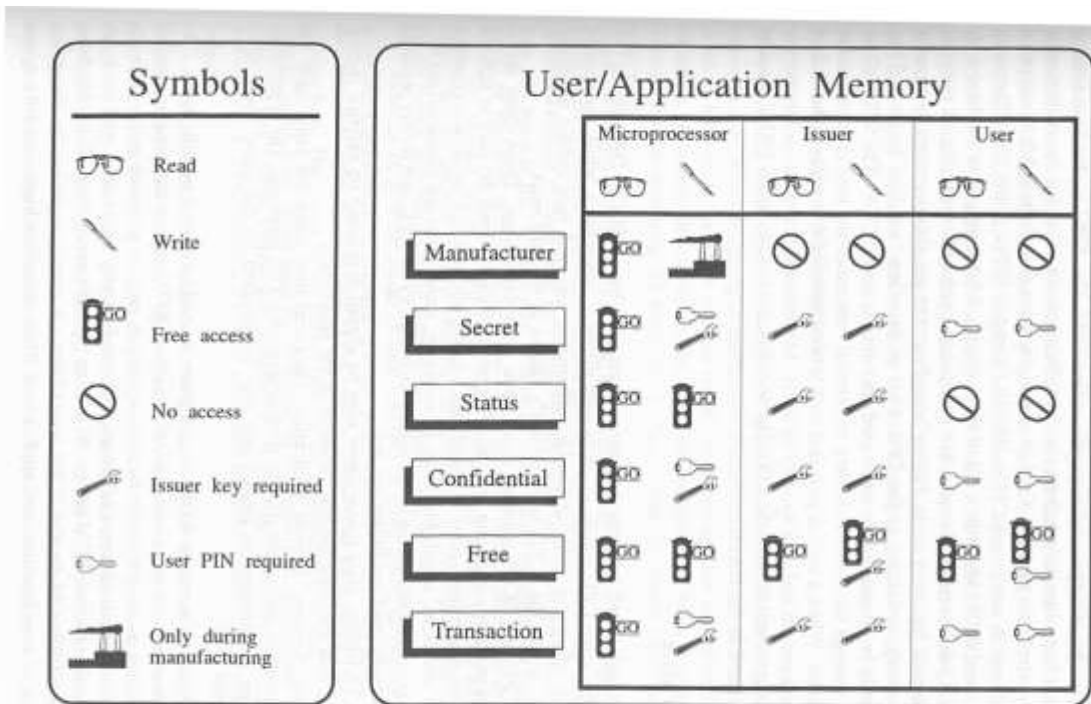 Symbols
Read
Write
GO
Free access
No access
Issuer key required
User PIN required
Only during
manufacturing
User/Application Memory
Microprocessor Issuer User
Manufacturer GO
Secret GO
Status GO GO
Confidential GO
Free GO GO GO GO GO GO
Transaction GO